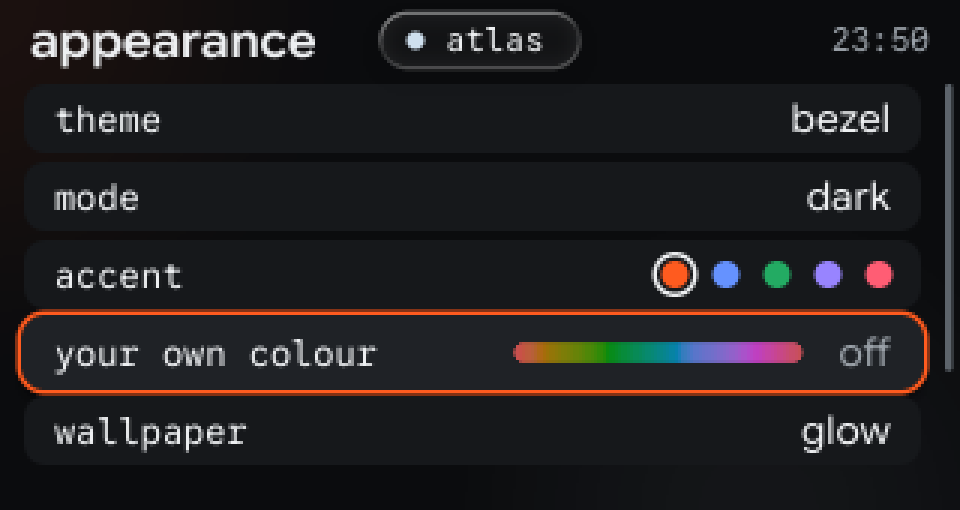 appearance atlas 23:50
theme bezel
mode dark
accent
your own colour off
wallpaper glow